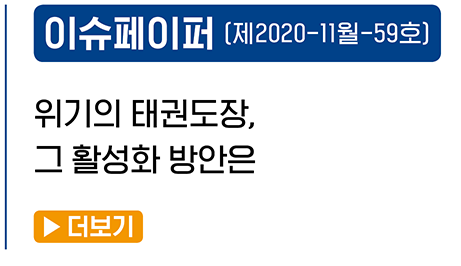 이슈페이퍼 (제2020-11월-59호)
위기의 태권도장,
그 활성화 방안은
▶ 더보기